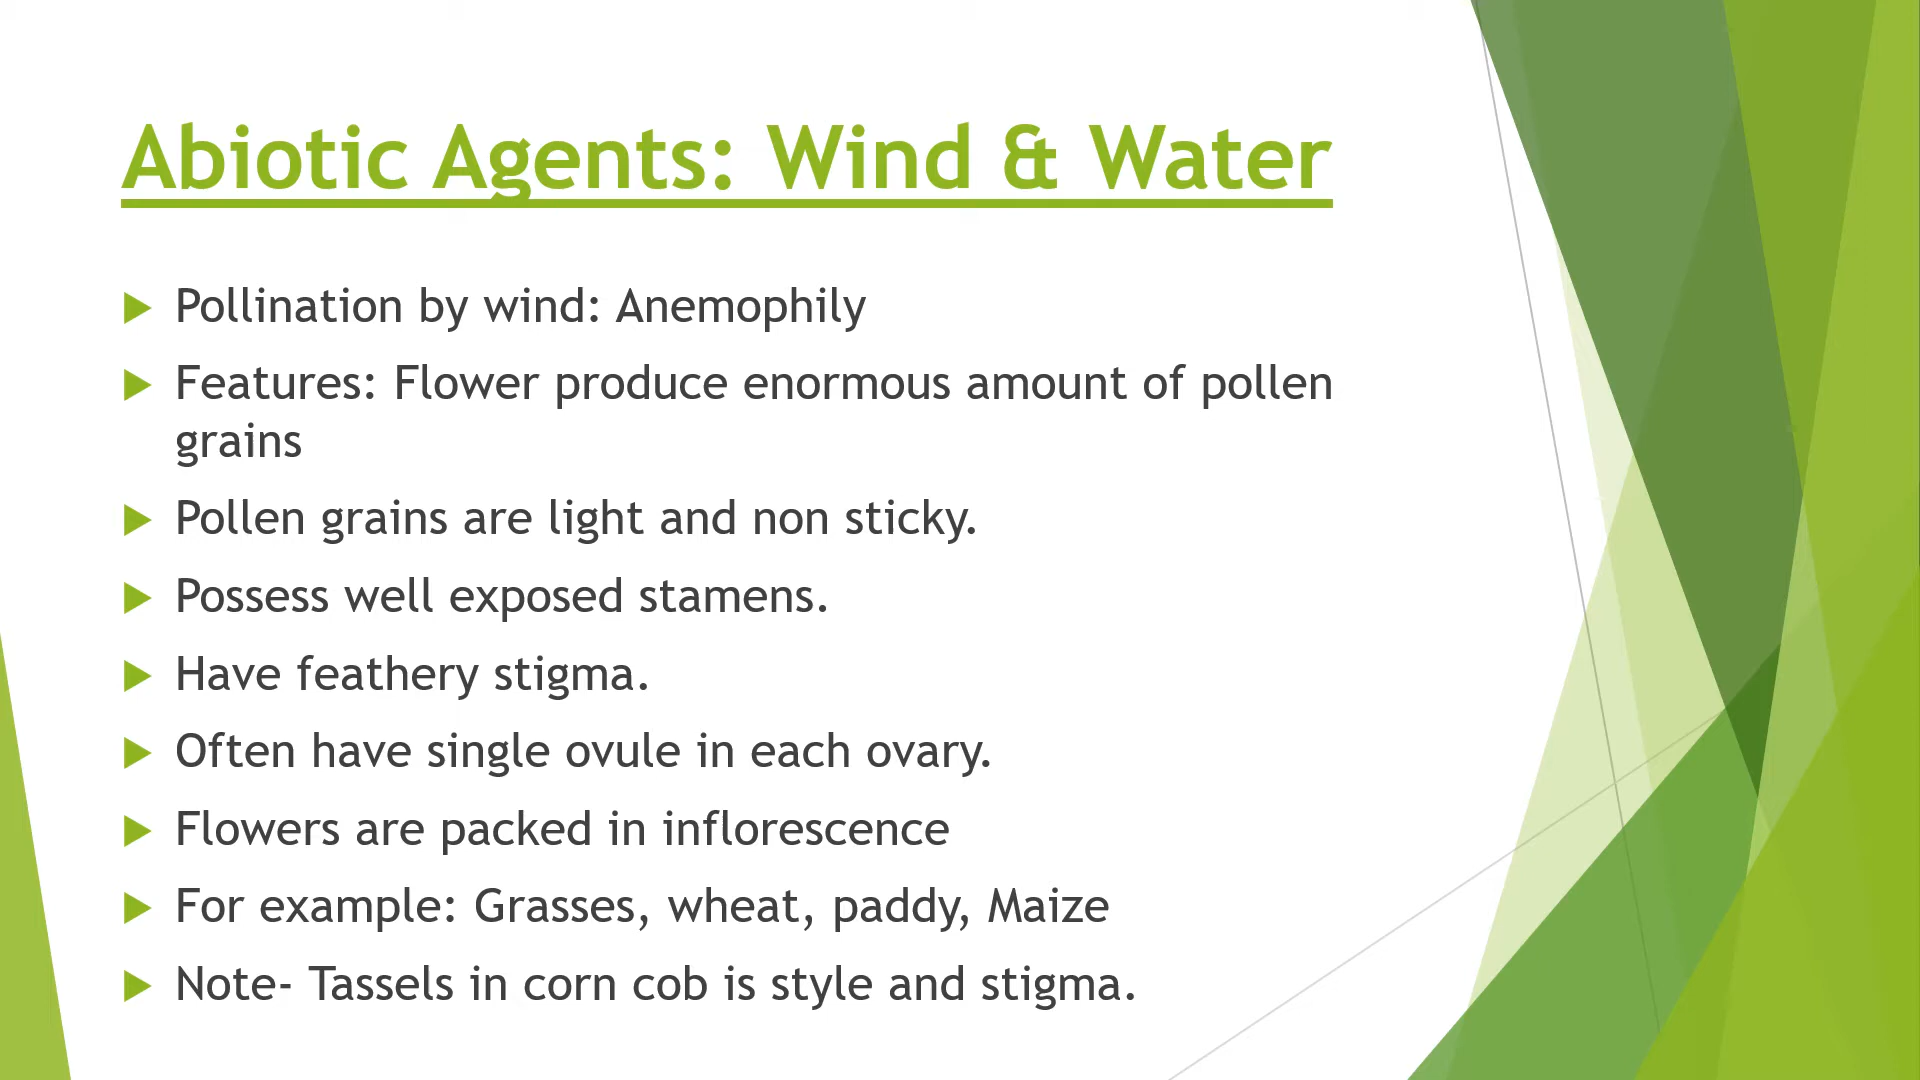 Abiotic Agents: Wind & Water
Pollination by wind: Anemophily
Features: Flower produce enormous amount of pollen
grains
Pollen grains are light and non sticky.
Possess well exposed stamens.
Have feathery stigma.
Often have single ovule in each ovary.
Flowers are packed in inflorescence
For example: Grasses, wheat, paddy, Maize
Note- Tassels in corn cob is style and stigma.